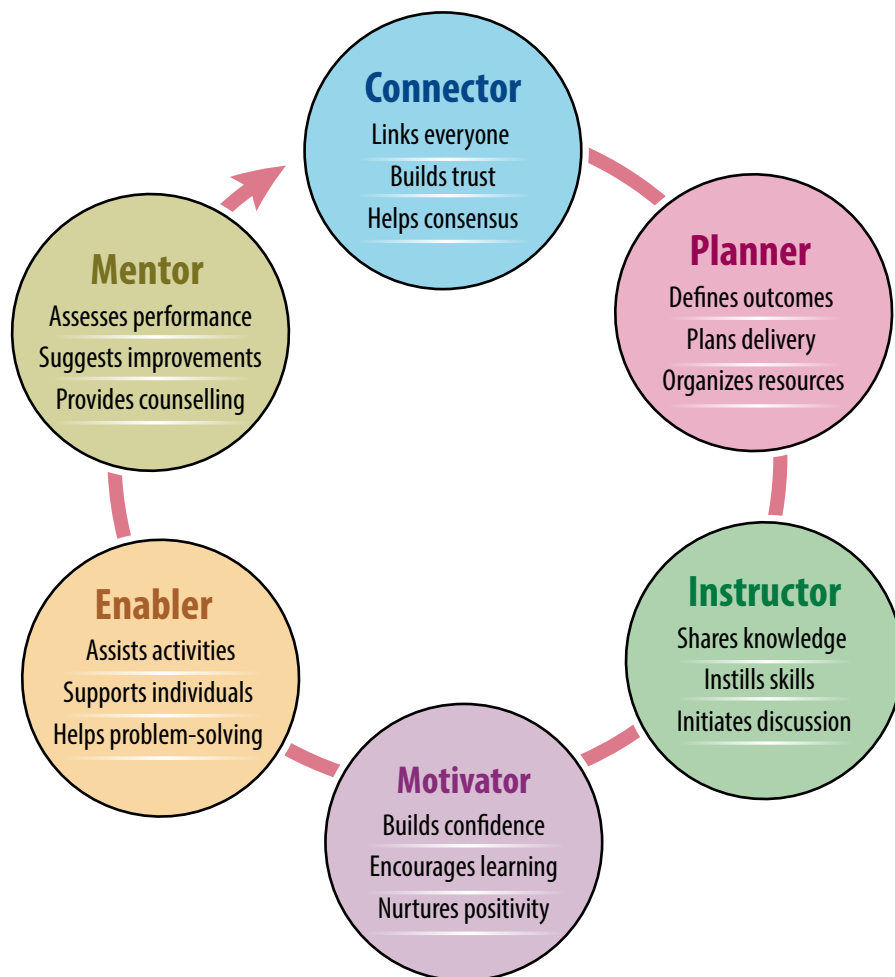 Connector
Links everyone
Builds trust
Helps consensus
Planner
Defines outcomes
Plans delivery
Organizes resources
Instructor
Shares knowledge
Instills skills
Initiates discussion
Motivator
Builds confidence
Encourages learning
Nurtures positivity
Enabler
Assists activities
Supports individuals
Helps problem-solving
Mentor
Assesses performance
Suggests improvements
Provides counselling